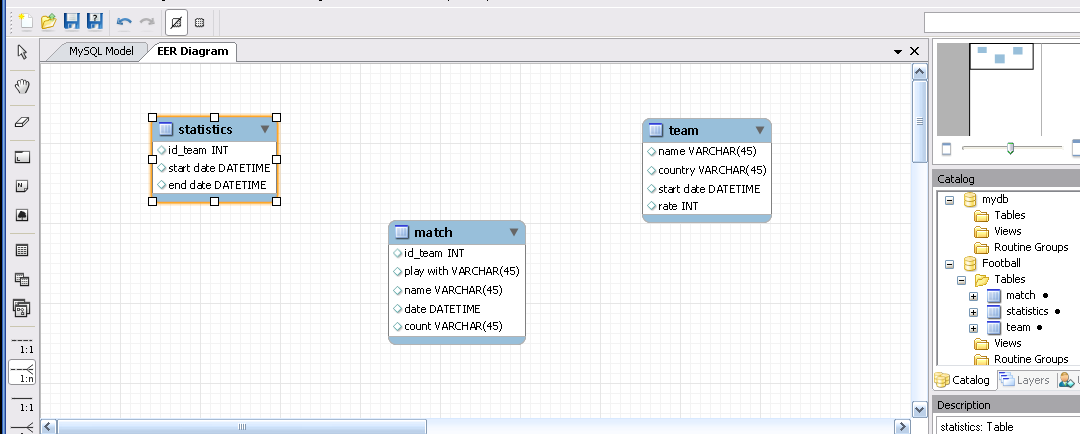 MySQL Model
EER Diagram
statistics
id_team INT
start date DATETIME
end date DATETIME
match
id_team INT
play with VARCHAR(45)
name VARCHAR(45)
date DATETIME
count VARCHAR(45)
team
name VARCHAR(45)
country VARCHAR(45)
start date DATETIME
rate INT
1:1
1:n
1:1
Catalog
mydb
Tables
Views
Routine Groups
Football
Tables
match
statistics
team
Views
Routine Groups
Catalog Layers
Description
statistics: Table